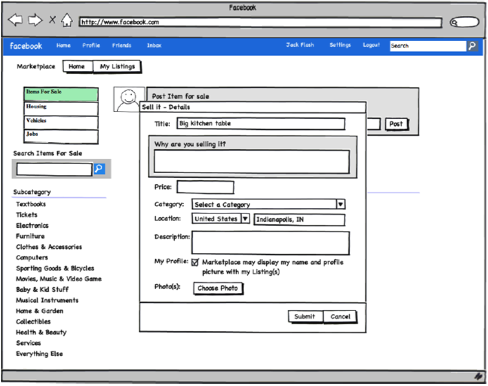 Facebook
http://www.facebook.com
Facebook Home Profile Friends Inbox Jack Flash Settings Logout Search
Marketplace Home My Listings
Items For Sale
Housing
Vehicles
Jobs
Search Items For Sale
Subcategory
Textbooks
Tickets
Electronics
Furniture
Clothes & Accessories
Computers
Sporting Goods & Bicycles
Movies, Music & Video Game
Baby & Kid Stuff
Musical Instruments
Home & Garden
Collectibles
Health & Beauty
Services
Everything Else
Post Item for sale
Post
Sell it - Details
Title: Big kitchen table
Why are you selling it?
Price:
Category: Select a Category
Location: United States Indianapolis, IN
Description:
My Profile: Marketplace may display my name and profile
picture with my Listing(s)
Photo(s): Choose Photo
Submit Cancel